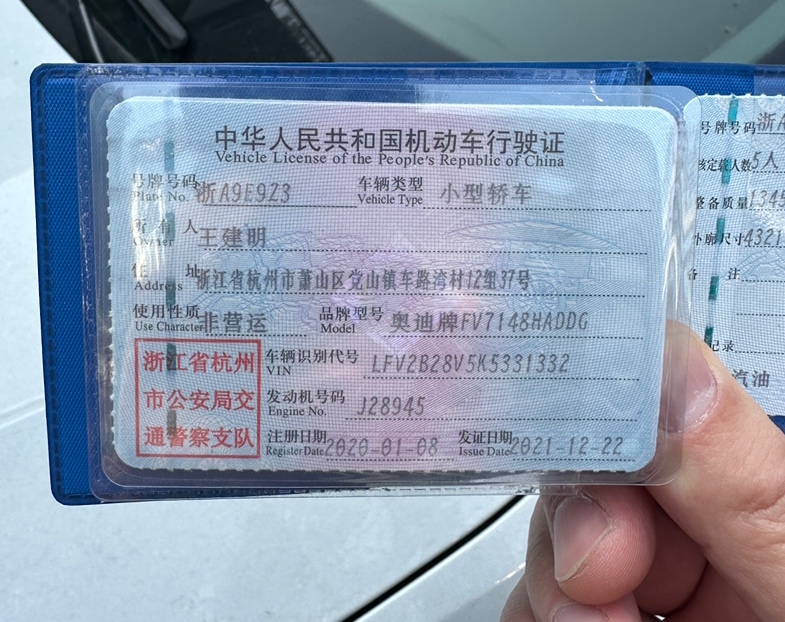 中华人民共和国机动车行驶证
Vehicle License of the People's Republic of China
号牌号码 浙A9E9Z3 车辆类型 小型轿车
Plate No. Vehicle Type
所有人 王建明
Owner
住址 浙江省杭州市萧山区党山镇车路湾村12组37号
Address
使用性质 非营运 品牌型号 奥迪牌FV7148HADDG
Use Character Model
浙江省杭州
市公安局交
通警察支队
车辆识别代号 LFV2B28V5K5331332
VIN
发动机号码 J28945
Engine No.
注册日期 2020-01-08 发证日期 2021-12-22
Register Date Issue Date
号牌号码 浙A
核定载人数 5人
整备质量 1345
外廓尺寸 4321
备 注
记录
汽油